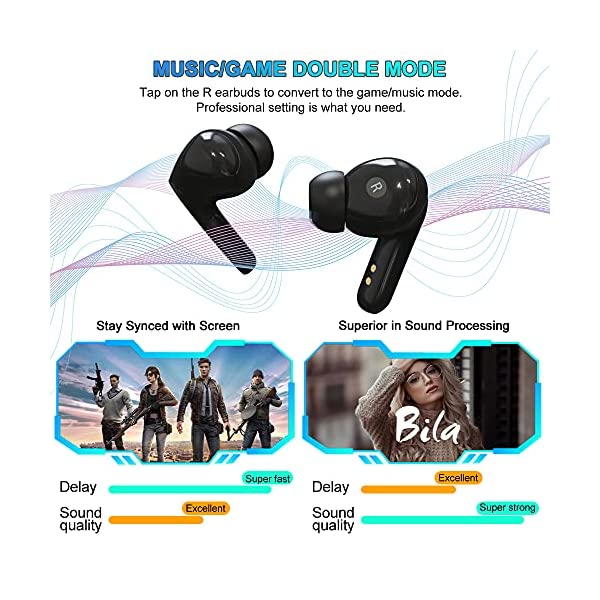 MUSIC/GAME DOUBLE MODE
Tap on the R earbuds to convert to the game/music mode.
Professional setting is what you need.
R
Stay Synced with Screen
Superior in Sound Processing
Bila
Delay
Super fast
Sound
quality
Excellent
Delay
Excellent
Sound
quality
Super strong